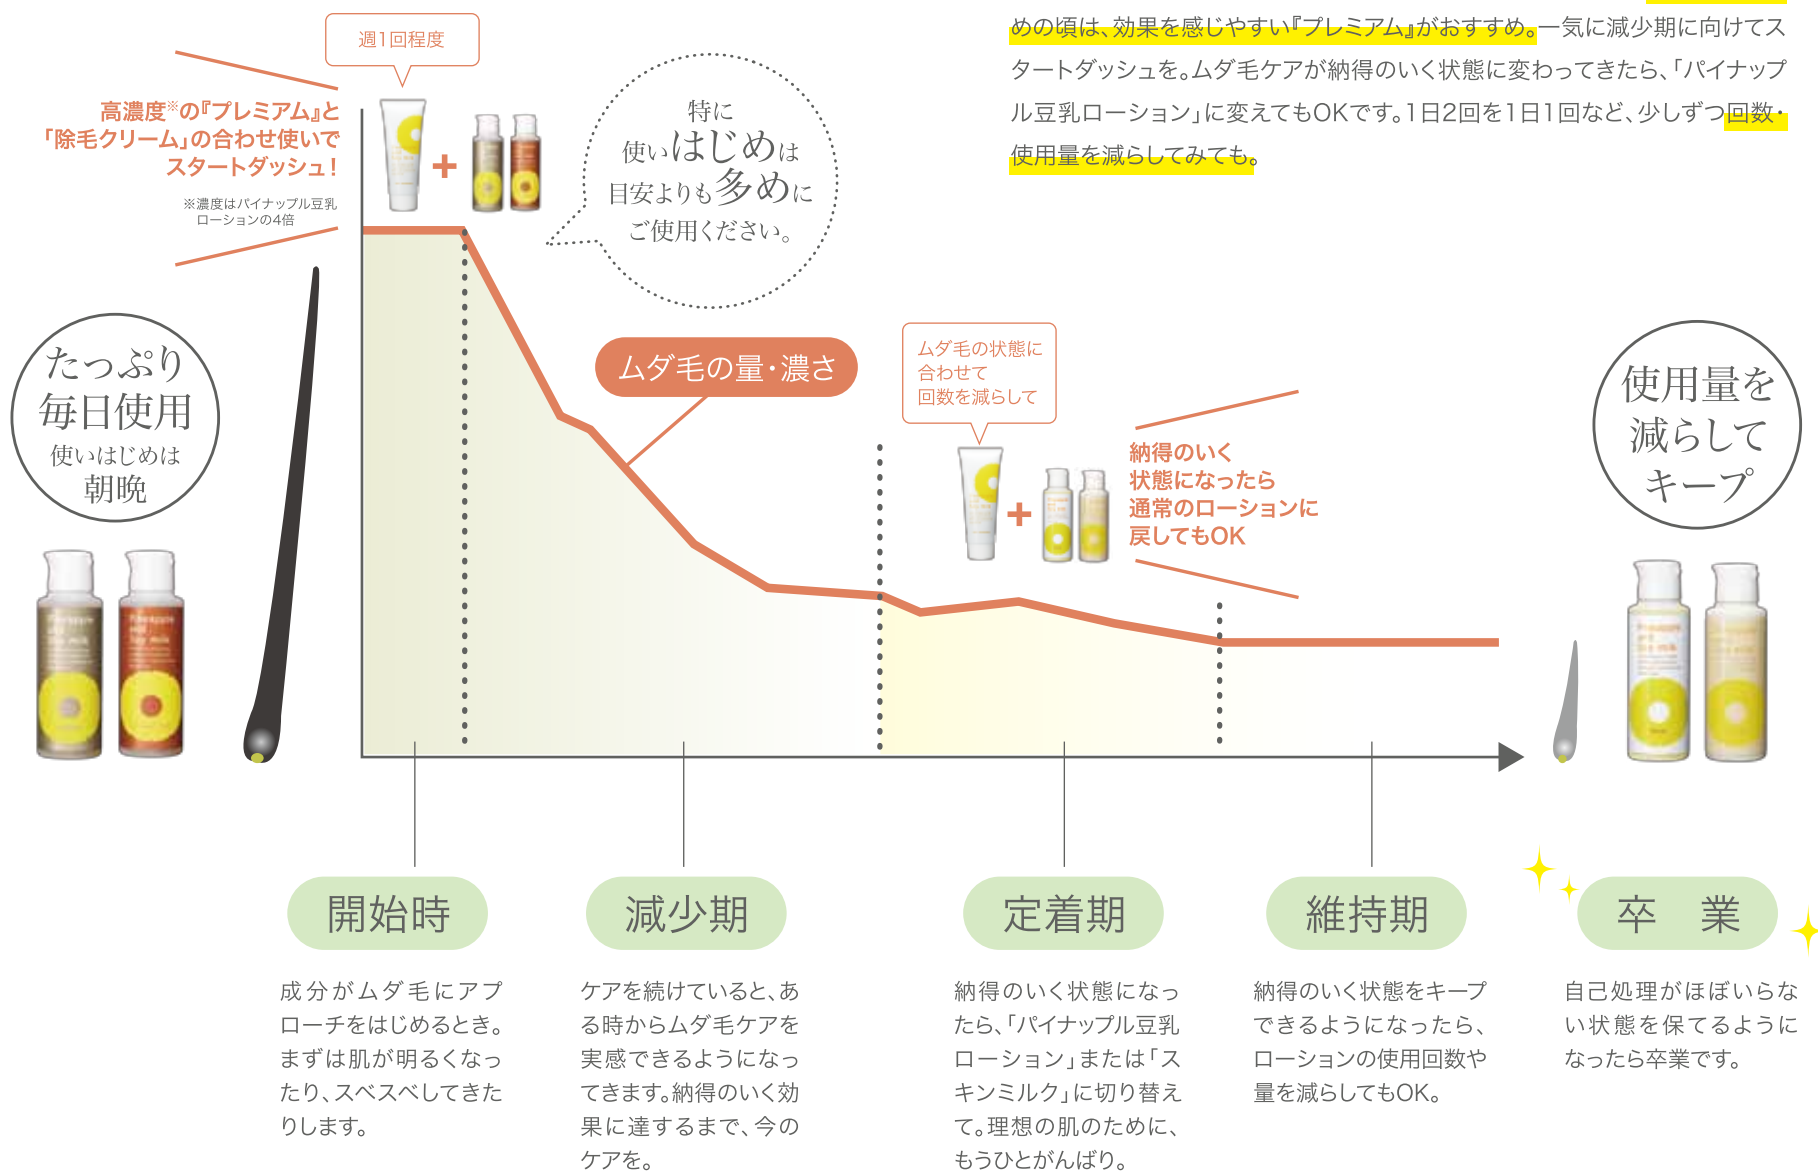 めの頃は、効果を感じやすい『プレミアム』がおすすめ。一気に減少期に向けてス
タートダッシュを。ムダ毛ケアが納得のいく状態に変わってきたら、「パイナップ
ル豆乳ローション」に変えてもOKです。1日2回を1日1回など、少しずつ回数・
使用量を減らしてみても。
週1回程度
高濃度※の『プレミアム』と
「除毛クリーム」の合わせ使いで
スタートダッシュ!
※濃度はパイナップル豆乳
ローションの4倍
+
特に
使いはじめは
目安よりも多めに
ご使用ください。
たっぷり
毎日使用
使いはじめは
朝晩
ムダ毛の量・濃さ
ムダ毛の状態に
合わせて
回数を減らして
+
納得のいく
状態になったら
通常のローションに
戻してもOK
使用量を
減らして
キープ
開始時
成分がムダ毛にアプ
ローチをはじめるとき。
まずは肌が明るくなっ
たり、スベスベしてきた
りします。
減少期
ケアを続けていると、あ
る時からムダ毛ケアを
実感できるようになっ
てきます。納得のいく効
果に達するまで、今の
ケアを。
定着期
納得のいく状態になっ
たら、「パイナップル豆乳
ローション」または「ス
キンミルク」に切り替え
て。理想の肌のために、
もうひとがんばり。
維持期
納得のいく状態をキープ
できるようになったら、
ローションの使用回数や
量を減らしてもOK。
卒 業
自己処理がほぼいらな
い状態を保てるように
なったら卒業です。